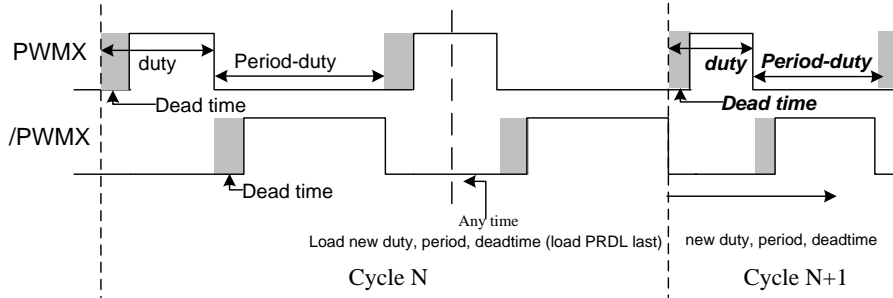 PWMX
duty
Period-duty
Dead time
duty
Period-duty
Dead time
/PWMX
Dead time
Any time
Load new duty, period, deadtime (load PRDL last)
new duty, period, deadtime
Cycle N
Cycle N+1